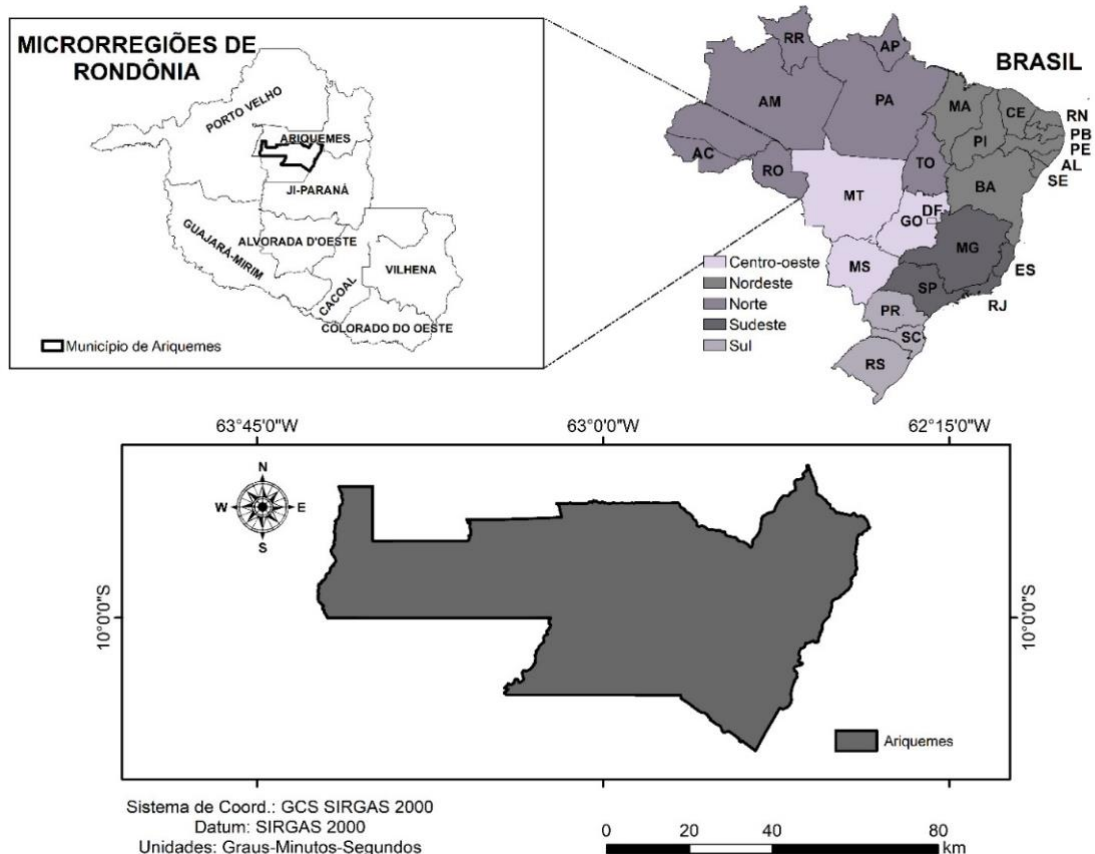 MICRORREGIÕES DE
RONDÔNIA
PORTO VELHO
ARIQUEMES
JI-PARANÁ
GUAJARÁ-MIRIM
ALVORADA D'OESTE
CACOAL
VILHENA
COLORADO DO OESTE
Município de Ariquemes
BRASIL
RR
AP
AM
PA
MA
CE
RN
PB
PE
AL
SE
PI
AC
RO
TO
BA
MT
DF
GO
MG
ES
MS
SP
RJ
PR
SC
RS
Centro-oeste
Nordeste
Norte
Sudeste
Sul
63°45'0"W
63°0'0"W
62°15'0"W
N
W
E
S
10°0'0"S
10°0'0"S
Ariquemes
Sistema de Coord.: GCS SIRGAS 2000
Datum: SIRGAS 2000
Unidades: Graus-Minutos-Segundos
0 20 40 80
km